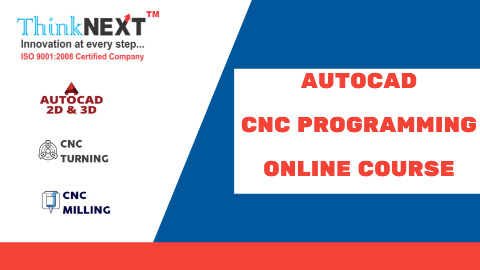 ThinkNEXT™
Innovation at every step...
ISO 9001:2008 Certified Company
AUTOCAD
2D & 3D
CNC
TURNING
CNC
MILLING
AUTOCAD
CNC PROGRAMMING
ONLINE COURSE